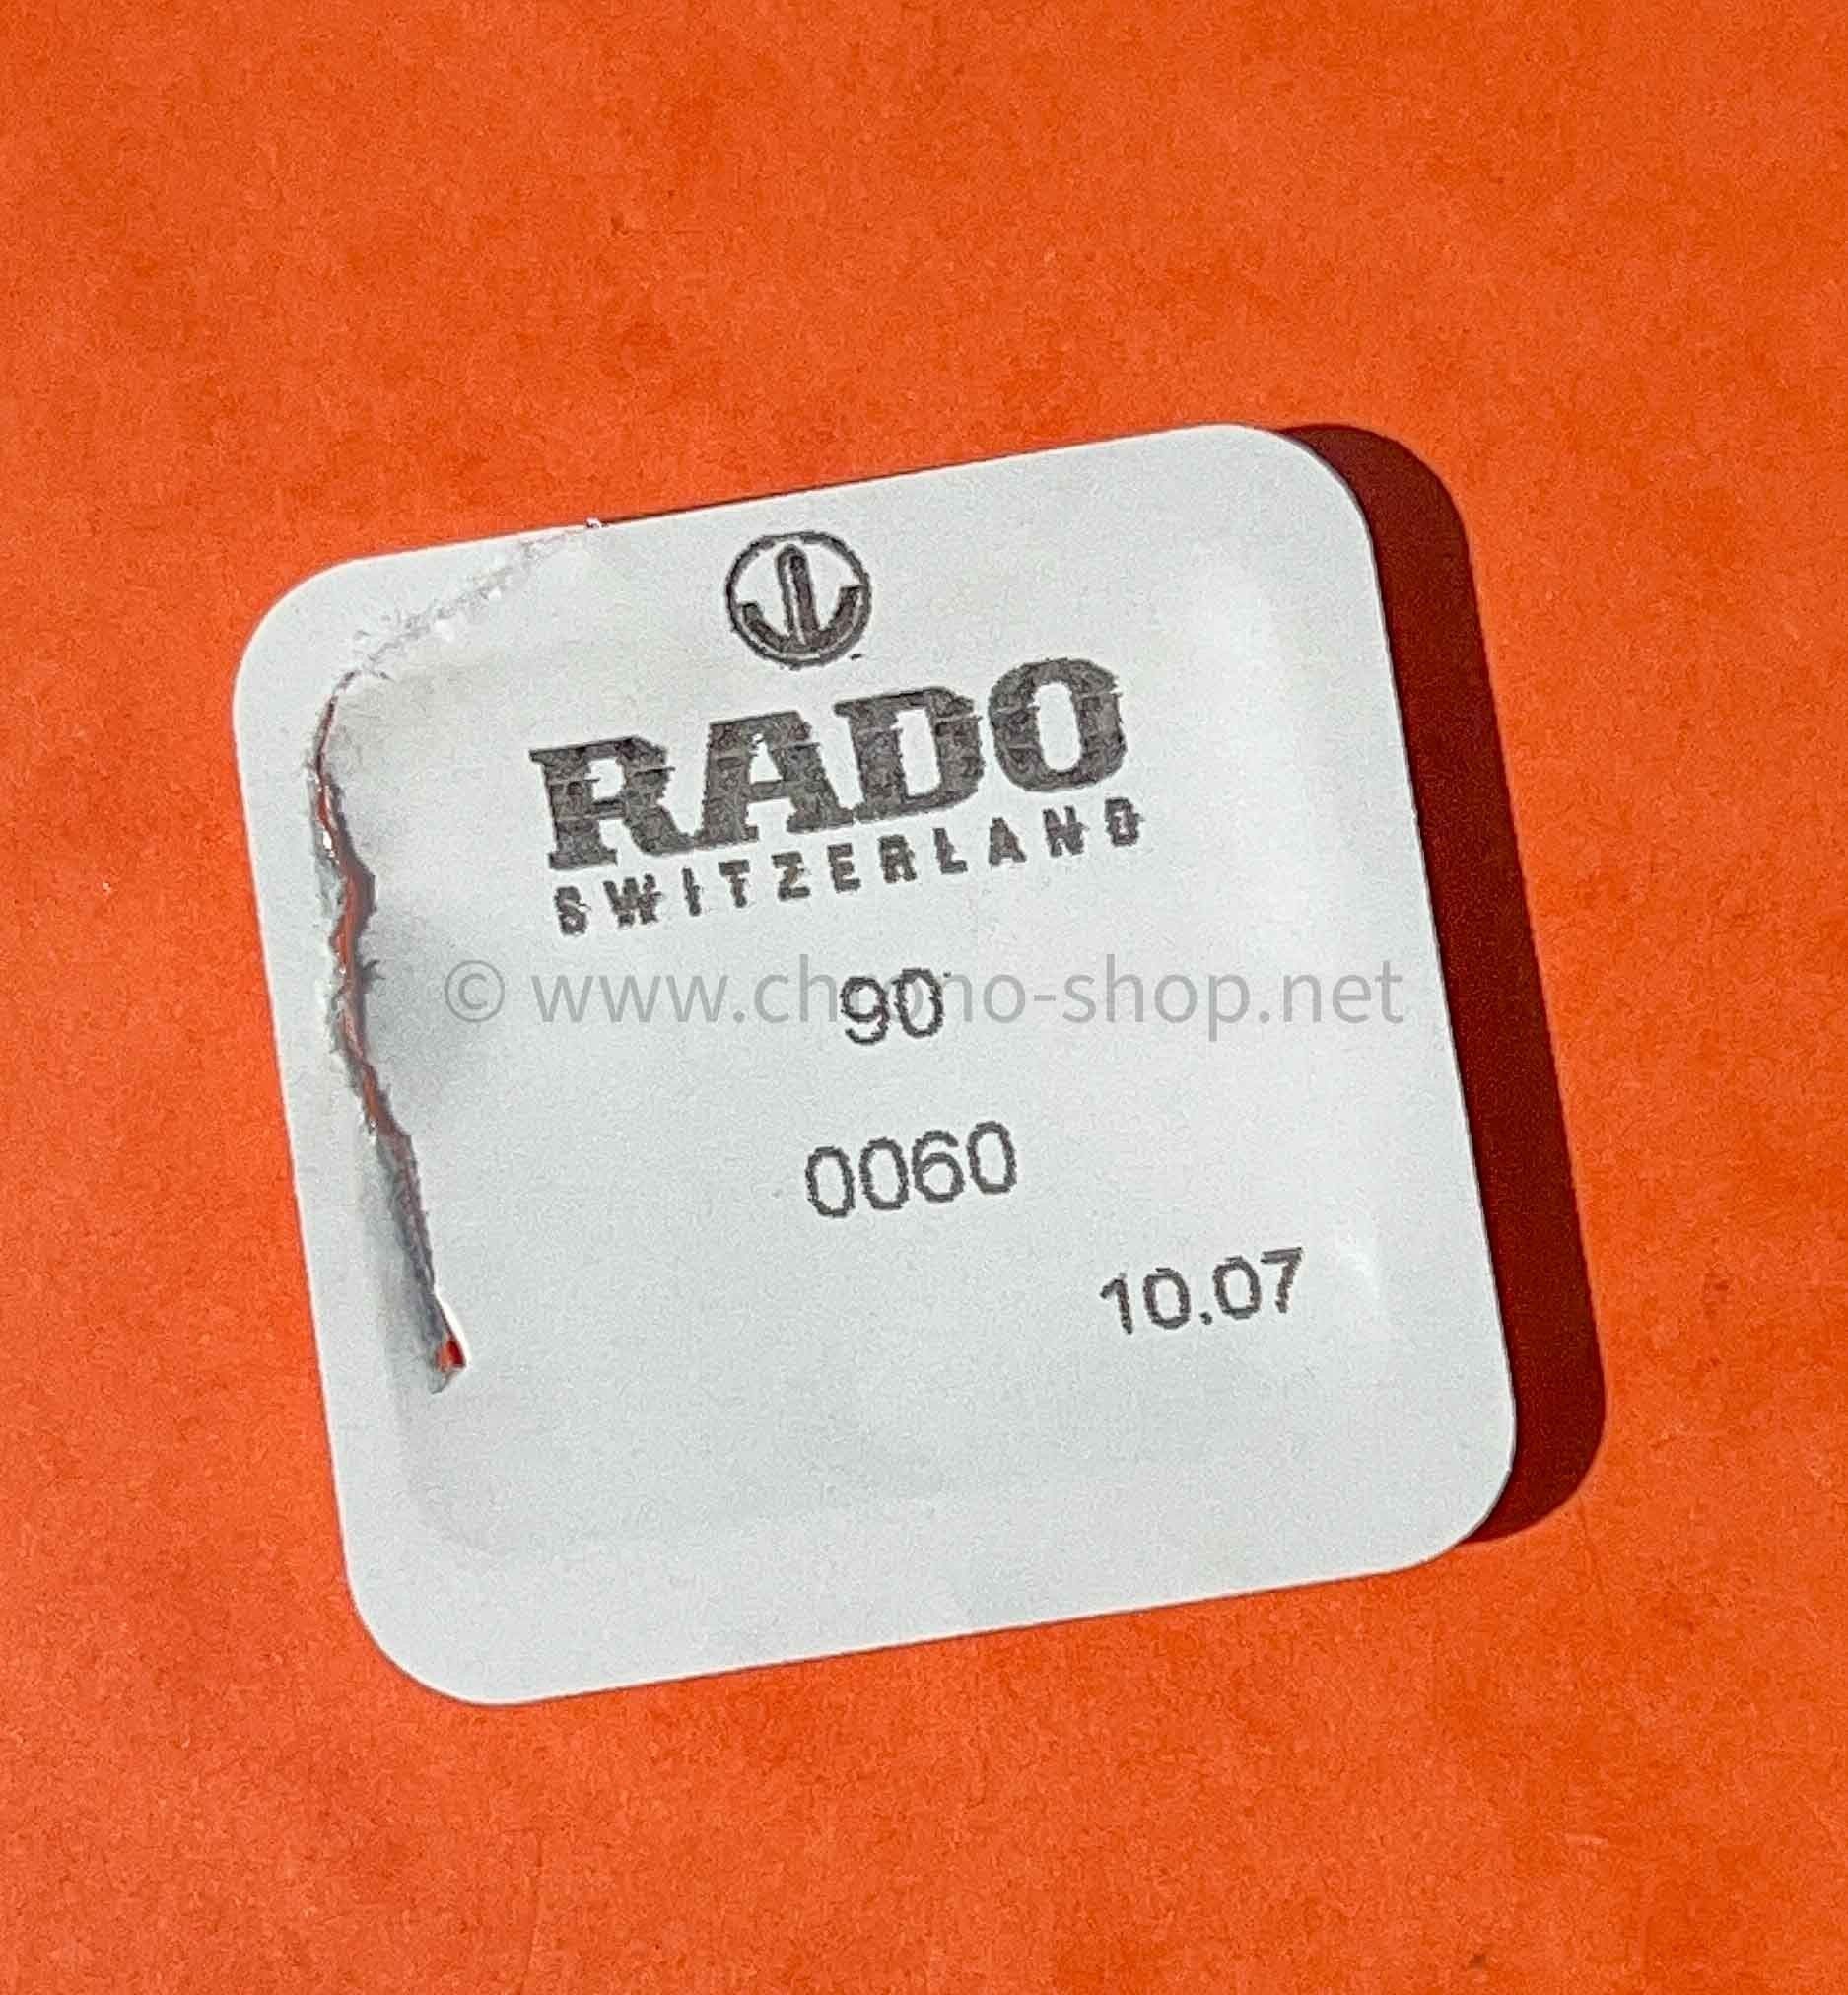 RADO
SWITZERLAND
© www.chrono-shop.net
90
0060
10.07